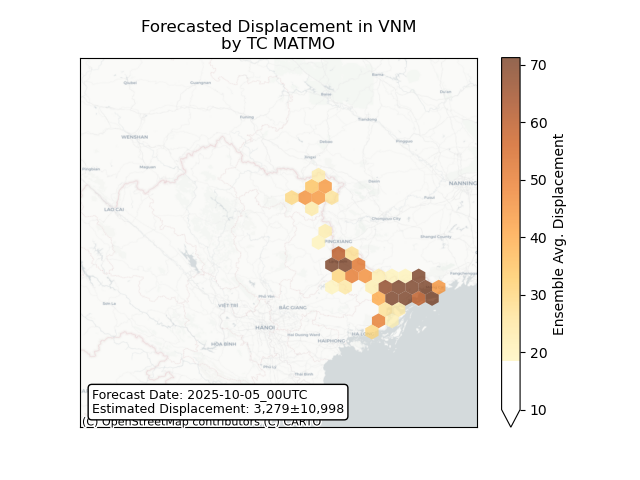 Forecasted Displacement in VNM
by TC MATMO
WENSHAN
NANNING
LAO CAI
PINGXIANG
VIỆT TRÌ
BẮC GIANG
HÀNOI
HÒA BÌNH
HAIPHONG
Forecast Date: 2025-10-05_00UTC
Estimated Displacement: 3,279±10,998
(C) OpenStreetMap contributors (C) CARTO
70
60
50
40
30
20
10
Ensemble Avg. Displacement